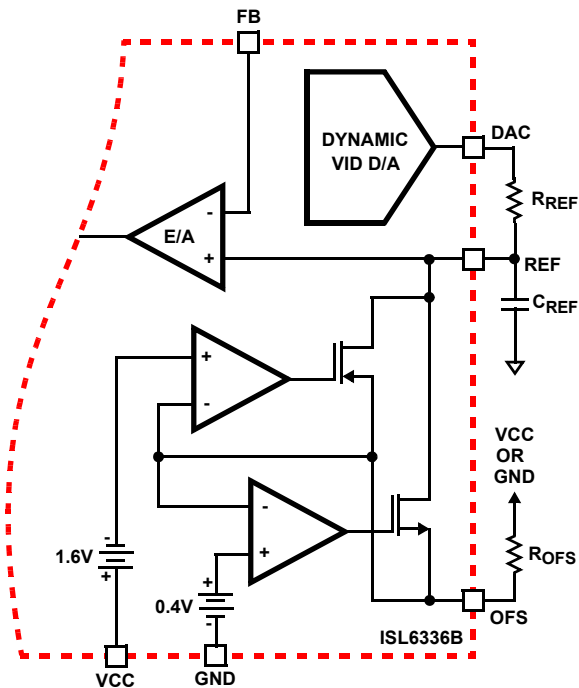 FB
DYNAMIC
VID D/A
DAC
RREF
E/A
-
+
REF
CREF
+
-
VCC
OR
GND
-
+
ROFS
-
1.6V
+
+
0.4V
-
OFS
ISL6336B
VCC
GND